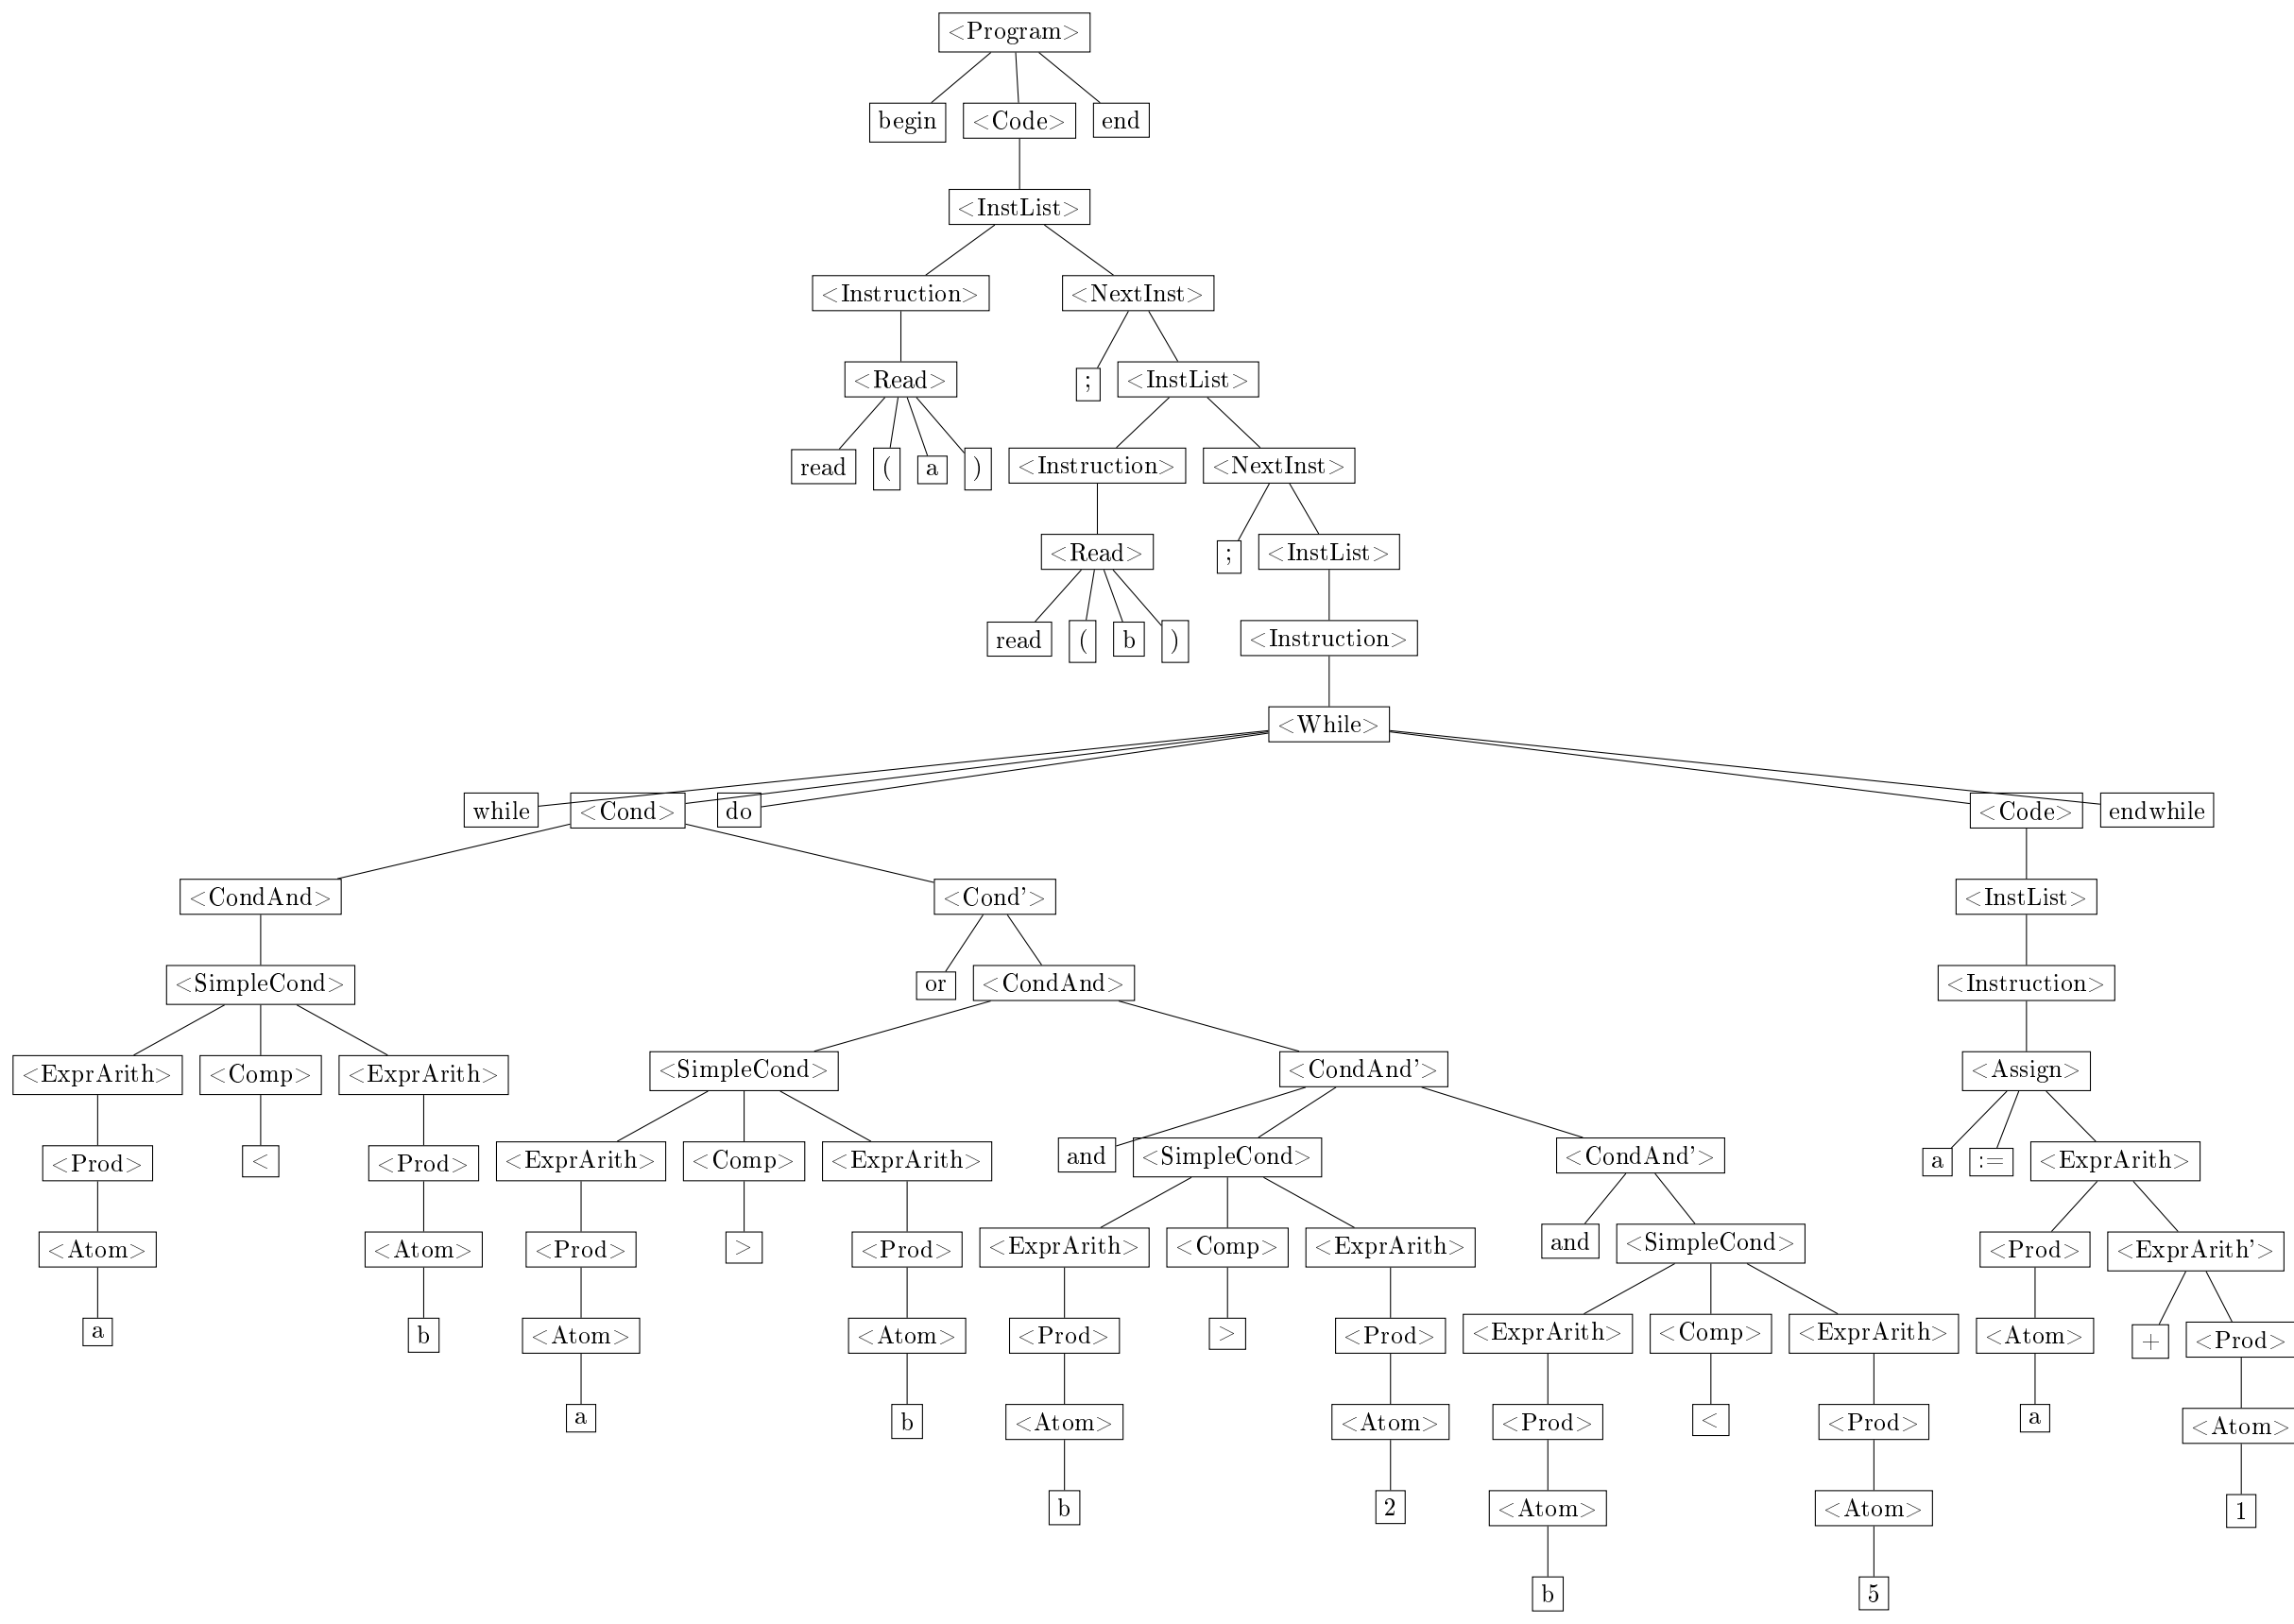 <Program>
begin <Code> end
<InstList>
<Instruction> <NextInst>
<Read> ; <InstList>
read ( a ) <Instruction> <NextInst>
<Read> ; <InstList>
read ( b ) <Instruction>
<While>
while <Cond> do <Code> endwhile
<CondAnd> <Cond'> <InstList>
<SimpleCond> or <CondAnd> <Instruction>
<ExprArith> <Comp> <ExprArith> <SimpleCond> <CondAnd'> <Assign>
<Prod> < <Prod> <ExprArith> <Comp> <ExprArith> and <SimpleCond> <CondAnd'> a := <ExprArith>
<Atom> <Atom> <Prod> > <Prod> <ExprArith> <Comp> <ExprArith> and <SimpleCond> <Prod> <ExprArith'>
a b <Atom> <Atom> <Prod> > <Prod> <ExprArith> <Comp> <ExprArith> <Atom> + <Prod>
a b <Atom> <Atom> <Prod> < <Prod> a <Atom>
b 2 <Atom> <Atom> 1
b 5